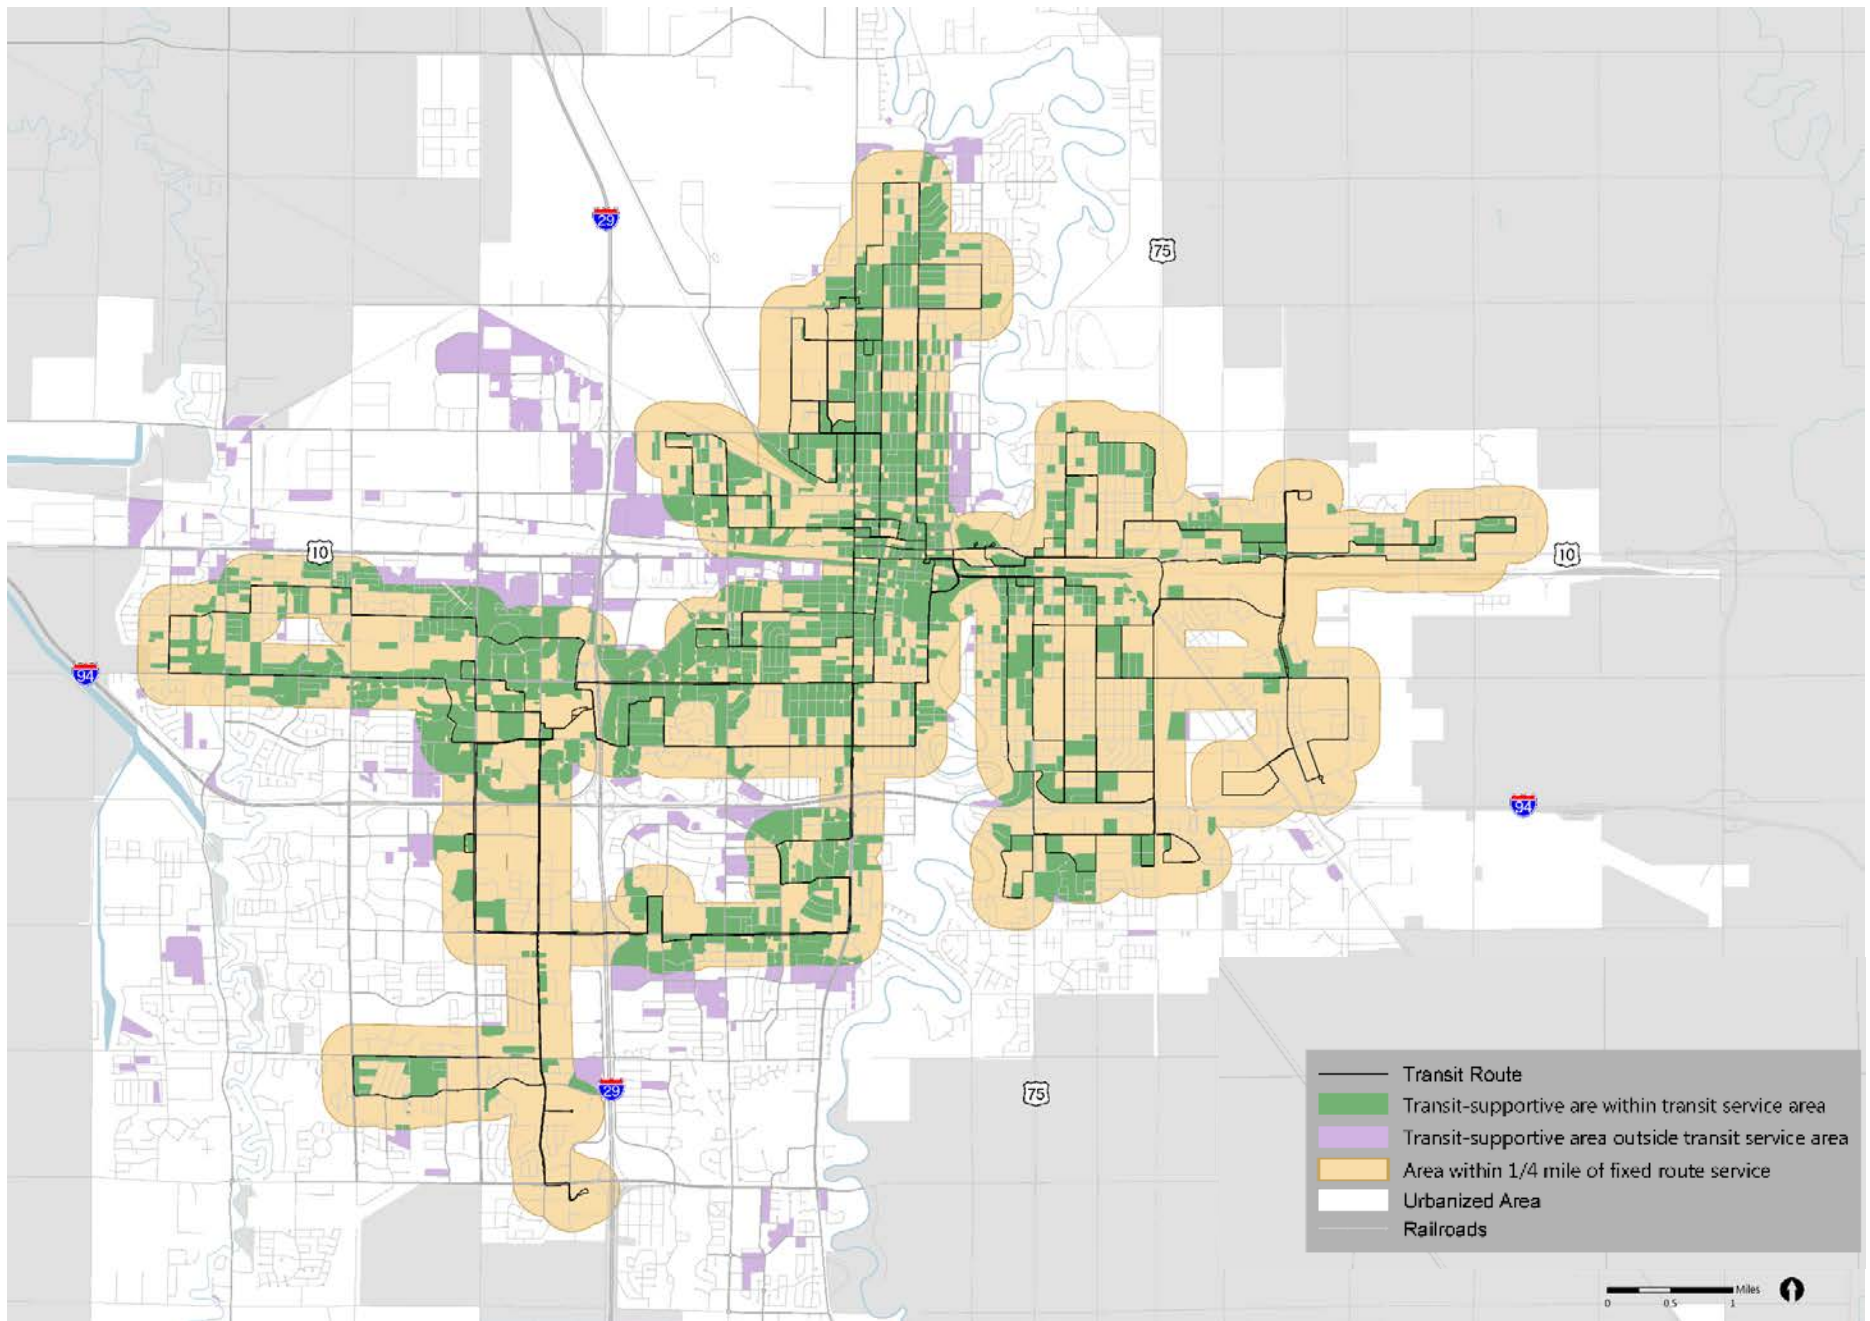 29
75
10
10
94
94
29
75
Transit Route
Transit-supportive are within transit service area
Transit-supportive area outside transit service area
Area within 1/4 mile of fixed route service
Urbanized Area
Railroads
Miles
0 0.5 1